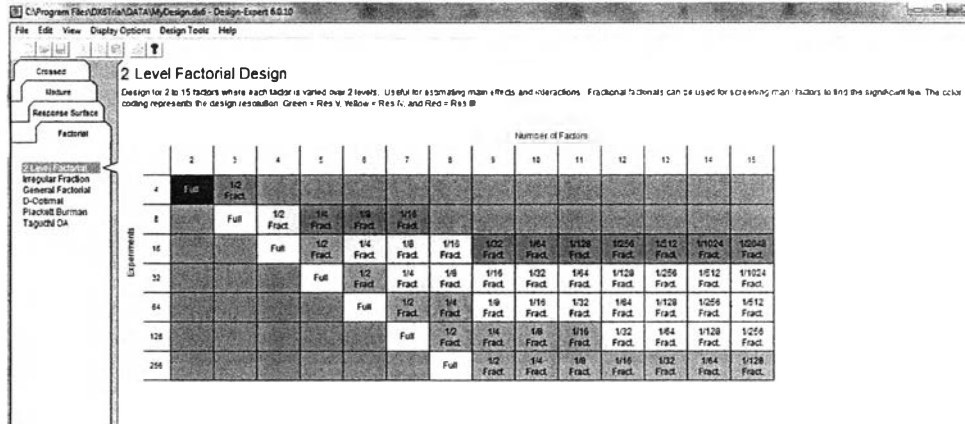 C:\Program Files\DX6Trial\DATA\MyDesign.dx6 - Design-Expert 6.0.10
File Edit View Display Options Design Tools Help
Crossed
Mixture
Response Surface
Factorial
2 Level Factorial
Irregular Fraction
General Factorial
D-Optimal
Plackett Burman
Taguchi OA
2 Level Factorial Design
Design for 2 to 15 factors where each factor is varied over 2 levels. Useful for estimating main effects and interactions. Fractional factorials can be used for screening many factors to find the significant few. The color
coding represents the design resolution: Green = Res V, Yellow = Res IV, and Red = Res III
Number of Factors
2 3 4 5 6 7 8 9 10 11 12 13 14 15
Experiments
4 Full 1/2 Fract.
8 Full 1/2 Fract. 1/4 Fract. 1/8 Fract. 1/16 Fract.
16 Full 1/2 Fract. 1/4 Fract. 1/8 Fract. 1/16 Fract. 1/32 Fract. 1/64 Fract. 1/128 Fract. 1/256 Fract. 1/512 Fract. 1/1024 Fract. 1/2048 Fract.
32 Full 1/2 Fract. 1/4 Fract. 1/8 Fract. 1/16 Fract. 1/32 Fract. 1/64 Fract. 1/128 Fract. 1/256 Fract. 1/512 Fract. 1/1024 Fract.
64 Full 1/2 Fract. 1/4 Fract. 1/8 Fract. 1/16 Fract. 1/32 Fract. 1/64 Fract. 1/128 Fract. 1/256 Fract. 1/512 Fract.
128 Full 1/2 Fract. 1/4 Fract. 1/8 Fract. 1/16 Fract. 1/32 Fract. 1/64 Fract. 1/128 Fract. 1/256 Fract.
256 Full 1/2 Fract. 1/4 Fract. 1/8 Fract. 1/16 Fract. 1/32 Fract. 1/64 Fract. 1/128 Fract.